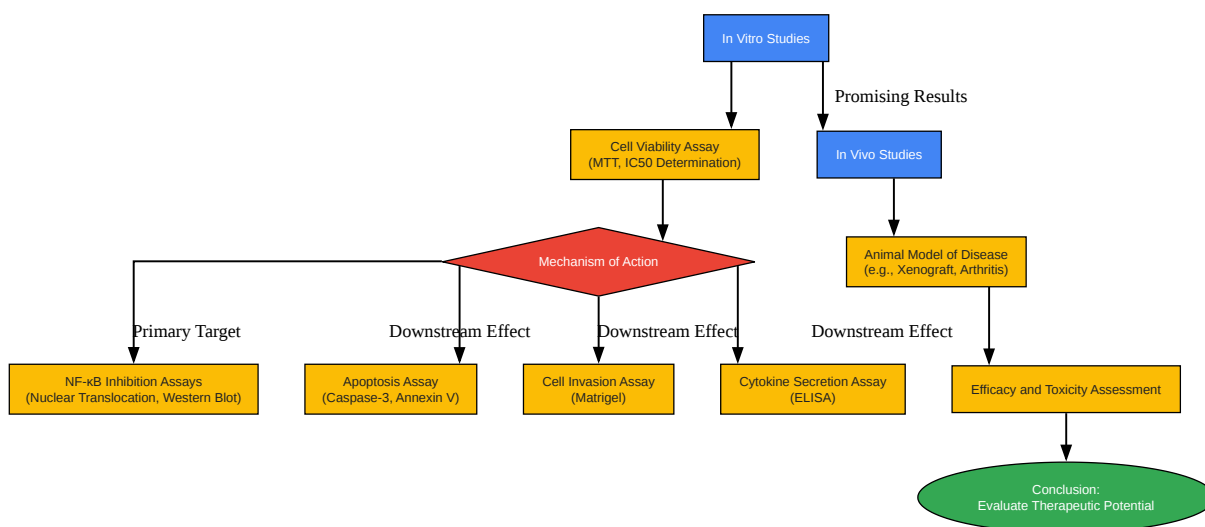 In Vitro Studies
Promising Results
Cell Viability Assay
(MTT, IC50 Determination)
In Vivo Studies
Mechanism of Action
Animal Model of Disease
(e.g., Xenograft, Arthritis)
Primary Target
Downstream Effect
Downstream Effect
Downstream Effect
NF-κB Inhibition Assays
(Nuclear Translocation, Western Blot)
Apoptosis Assay
(Caspase-3, Annexin V)
Cell Invasion Assay
(Matrigel)
Cytokine Secretion Assay
(ELISA)
Efficacy and Toxicity Assessment
Conclusion:
Evaluate Therapeutic Potential